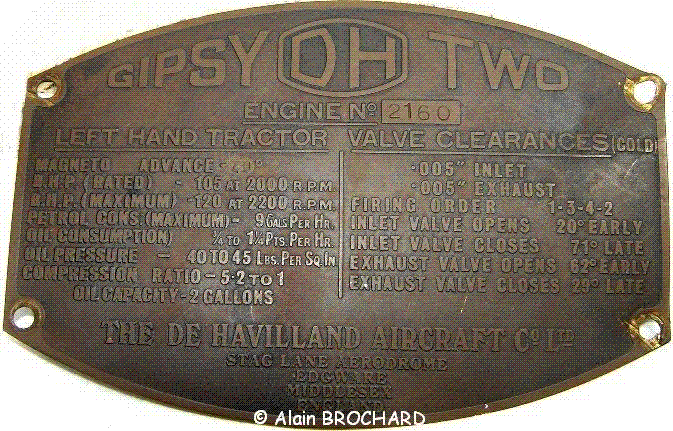 GIPSY DH TWO
ENGINE Nº 2160
LEFT HAND TRACTOR
MAGNETO ADVANCE -
B.H.P. (RATED) - 105 AT 2000 R.P.M.
B.H.P. (MAXIMUM) - 120 AT 2200 R.P.M.
PETROL CONS. (MAXIMUM) - GALS PER HR.
OIL CONSUMPTION) TO 1¼ PTS. PER HR.
OIL PRESSURE - 40 TO 45 LBS. PER SQ. IN
COMPRESSION RATIO - 5·2 TO 1
OIL CAPACITY - 2 GALLONS
VALVE CLEARANCES (COLD)
·005" INLET
·005" EXHAUST
FIRING ORDER 1-3-4-2
INLET VALVE OPENS 20° EARLY
INLET VALVE CLOSES 71° LATE
EXHAUST VALVE OPENS 62° EARLY
EXHAUST VALVE CLOSES 29° LATE
THE DE HAVILLAND AIRCRAFT Cº LTD
STAG LANE AERODROME
EDGWARE
MIDDLESEX
ENGLAND
© Alain BROCHARD